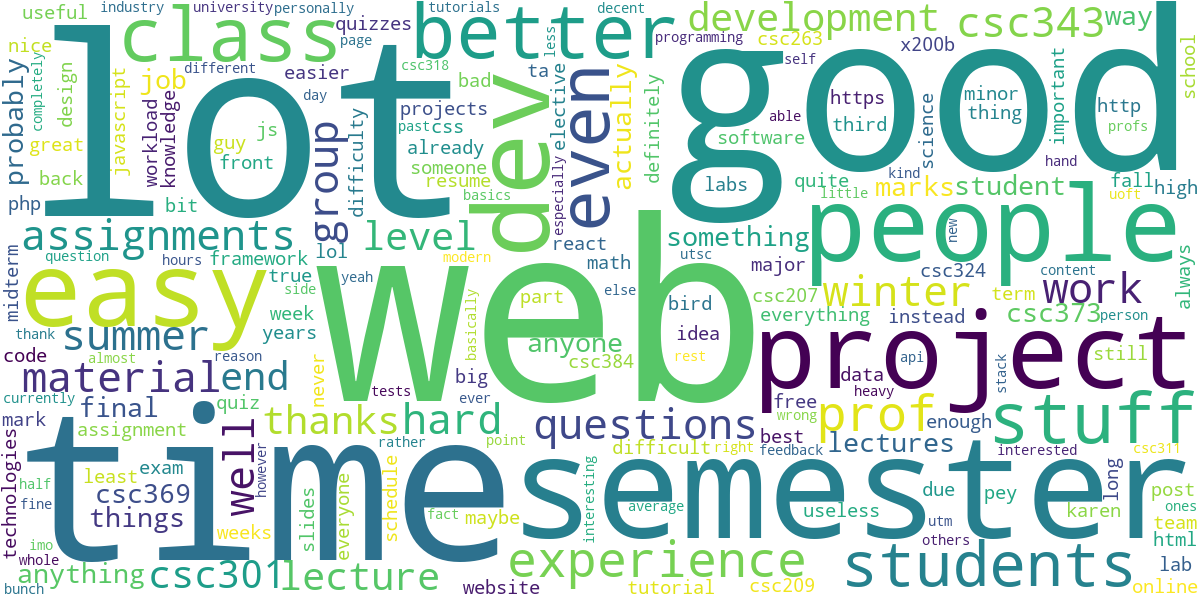 industry
university
personally
tutorials
decent
useful
quizzes
class
better
development
csc343
way
nice
page
less
programming
csc263
x200b
completely
design
javascript
job
different
easier
csc318
bad
ta
self
school
lot
good
probably
workload
knowledge
day
projects
dev
even
elective
actually
definitely
https
minor
thing
http
important
great
guy
js
front
past
css
already
software
able
third
science
profs
back
group
difficulty
someone
resume
basics
especially
labs
quite
kind
hand
fall
high
uoft
php
bit
little
marks
student
people
assignments
lol
level
react
something
new
always
question
hours
framework
math
utsc
major
csc324
content
midterm
true
side
yeah
modern
else
bird
csc207
winter
term
work
person
easy
web
part
everything
instead
csc373
thank
summer
week
years
basically
anyone
idea
project
api
stack
still
code
almost
reason
csc384
rest
material
end
never
tests
big
ever
data
heavy
currently
free
wrong
mark
final
quiz
thanks
hard
questions
best
prof
enough
stuff
assignment
well
however
rather
point
difficult
right
feedback
lectures
interested
csc311
technologies
time
semester
least
exam
half
csc369
fine
things
slides
everyone
schedule
fact
maybe
interesting
average
useless
due
pey
long
post
karen
team
ones
imo
weeks
utm
others
html
whole
anything
csc301
lecture
experience
students
lab
bunch
website
tutorial
csc209
online